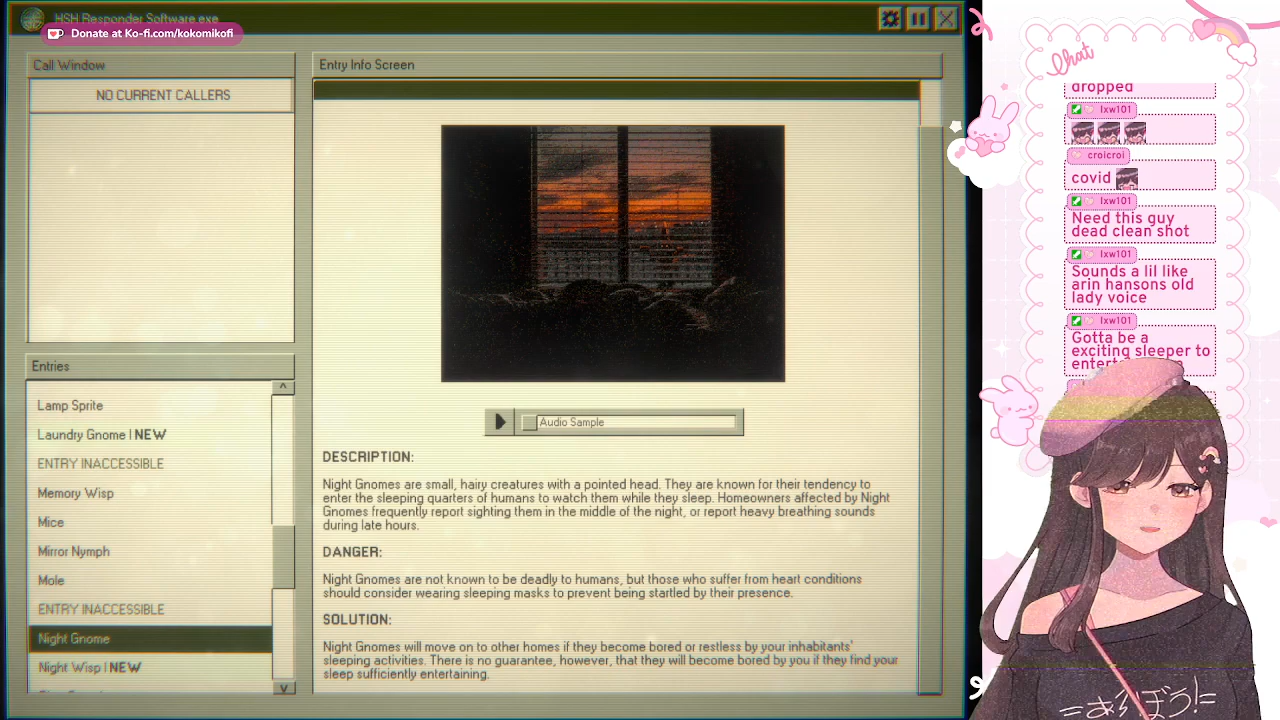 HSH Responder Software.exe
Donate at Ko-fi.com/kokomikofi
Call Window
NO CURRENT CALLERS
Entries
Lamp Sprite
Laundry Gnome | NEW
ENTRY INACCESSIBLE
Memory Wisp
Mice
Mirror Nymph
Mole
ENTRY INACCESSIBLE
Night Gnome
Night Wisp | NEW
Entry Info Screen
Audio Sample
DESCRIPTION:
Night Gnomes are small, hairy creatures with a pointed head. They are known for their tendency to
enter the sleeping quarters of humans to watch them while they sleep. Homeowners affected by Night
Gnomes frequently report sighting them in the middle of the night, or report heavy breathing sounds
during late hours.
DANGER:
Night Gnomes are not known to be deadly to humans, but those who suffer from heart conditions
should consider wearing sleeping masks to prevent being startled by their presence.
SOLUTION:
Night Gnomes will move on to other homes if they become bored or restless by your inhabitants'
sleeping activities. There is no guarantee, however, that they will become bored by you if they find your
sleep sufficiently entertaining.
Chat
dropped
lxw101
croicroi
covid
lxw101
Need this guy
dead clean shot
lxw101
Sounds a lil like
arin hansons old
lady voice
lxw101
Gotta be a
exciting sleeper to